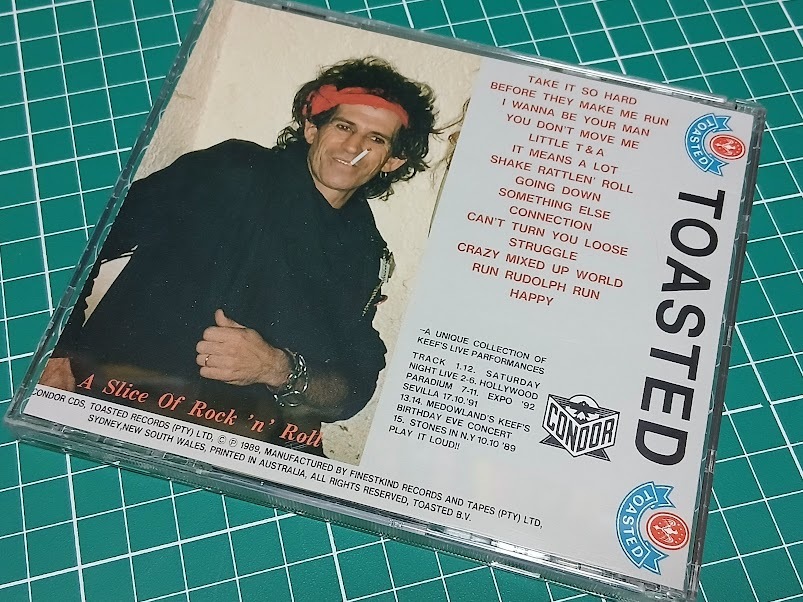 TAKE IT SO HARD
BEFORE THEY MAKE ME RUN
I WANNA BE YOUR MAN
YOU DON'T MOVE ME
LITTLE T&A
IT MEANS A LOT
SHAKE RATTLEN' ROLL
GOING DOWN
SOMETHING ELSE
CONNECTION
CAN'T TURN YOU LOOSE
STRUGGLE
CRAZY MIXED UP WORLD
RUN RUDOLPH RUN
HAPPY
~A UNIQUE COLLECTION OF
KEEF'S LIVE PARFORMANCES
TRACK 1.12. SATURDAY
NIGHT LIVE 2-6, HOLLYWOOD
PARADIUM 7-11. EXPO '92
SEVILLA 17.10.'91
13.14. MEDOWLAND'S KEEF'S
BIRTHDAY EVE CONCERT
15. STONES IN N.Y 10.10 '89
PLAY IT LOUD!!
CONDOR
A Slice Of Rock 'n' Roll
CONDOR CDS, TOASTED RECORDS (PTY) LTD, © ℗ 1989, MANUFACTURED BY FINESTKIND RECORDS AND TAPES (PTY) LTD,
SYDNEY,NEW SOUTH WALES, PRINTED IN AUSTRALIA, ALL RIGHTS RESERVED, TOASTED B.V.
TOASTED
TOASTED
TOASTED